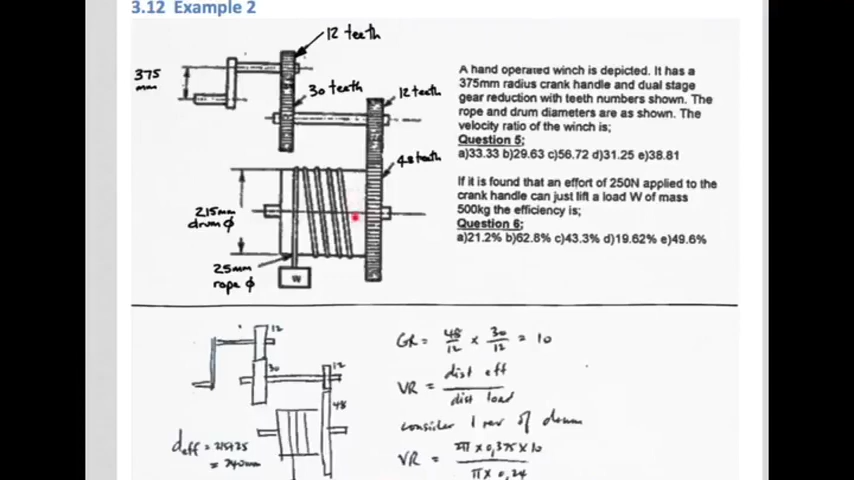 3.12 Example 2
12 teeth
375
mm
30 teeth
12 teeth
48 teeth
215mm
drum ϕ
25mm
rope ϕ
W
A hand operated winch is depicted. It has a
375mm radius crank handle and dual stage
gear reduction with teeth numbers shown. The
rope and drum diameters are as shown. The
velocity ratio of the winch is;
Question 5;
a)33.33 b)29.63 c)56.72 d)31.25 e)38.81
If it is found that an effort of 250N applied to the
crank handle can just lift a load W of mass
500kg the efficiency is;
Question 6;
a)21.2% b)62.8% c)43.3% d)19.62% e)49.6%
12
30
12
48
deff = 215+25
= 240mm
GR = 48/12 × 30/12 = 10
VR = dist eff / dist load
consider 1 rev of drum
VR = 2π × 0,375 × 10 / π × 0,24